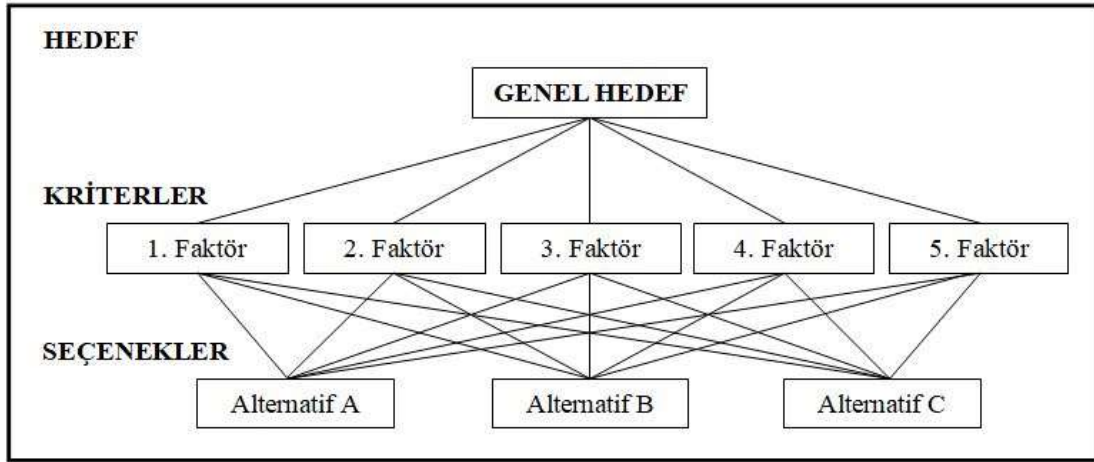 HEDEF
GENEL HEDEF
KRİTERLER
1. Faktör
2. Faktör
3. Faktör
4. Faktör
5. Faktör
SEÇENEKLER
Alternatif A
Alternatif B
Alternatif C